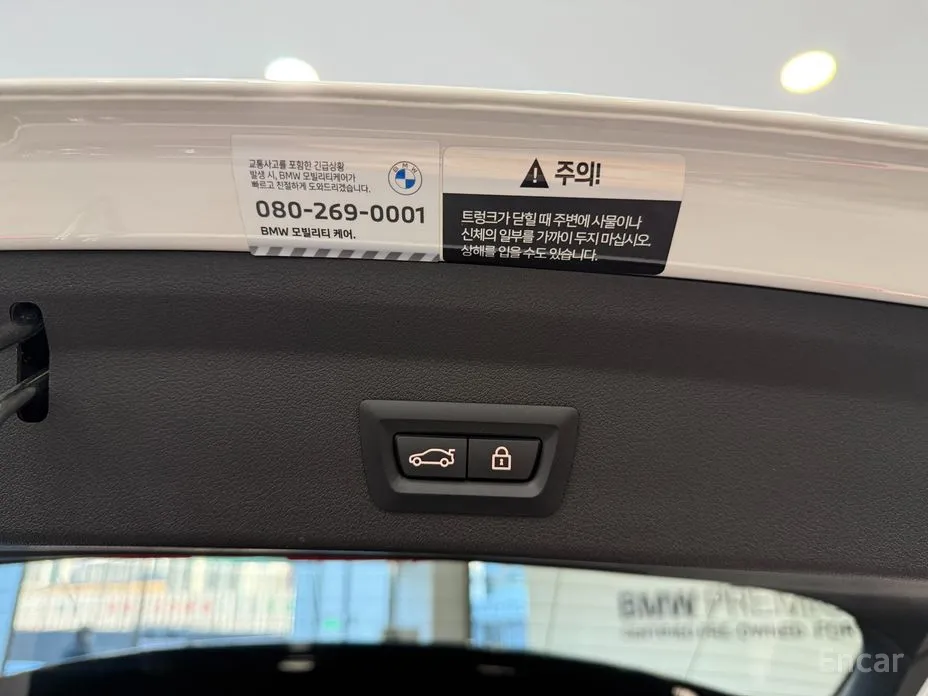 교통사고를 포함한 긴급상황
발생 시, BMW 모빌리티케어가
빠르고 친절하게 도와드리겠습니다.
BMW
080-269-0001
BMW 모빌리티 케어.
주의!
트렁크가 닫힐 때 주변에 사물이나
신체의 일부를 가까이 두지 마십시오.
상해를 입을 수도 있습니다.
BMW
Encar